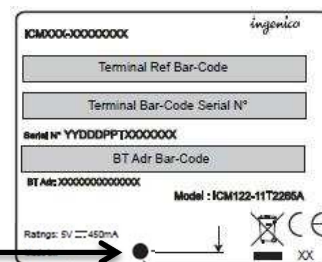 ingenico
ICMXXX-XXXXXXXX
Terminal Ref Bar-Code
Terminal Bar-Code Serial N°
Serial N° YYDDDPPTXXXXXXX
BT Adr Bar-Code
BT Adr: XXXXXXXXXXXXXX
Model : ICM122-11T2265A
Ratings: 5V ⎓ 450mA
CE
XX